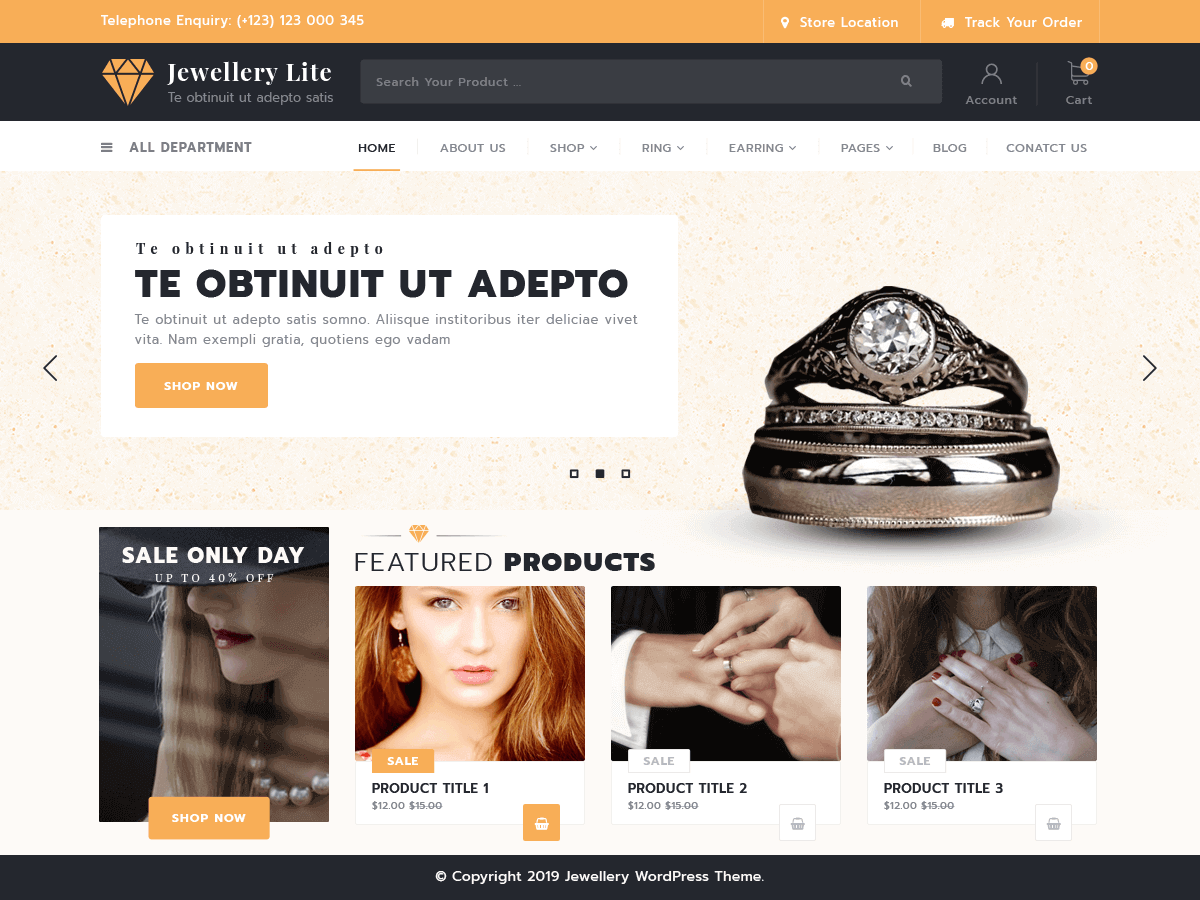 Telephone Enquiry: (+123) 123 000 345
Store Location
Track Your Order
Jewellery Lite
Te obtinuit ut adepto satis
Search Your Product ...
Account
0
Cart
ALL DEPARTMENT
HOME
ABOUT US
SHOP
RING
EARRING
PAGES
BLOG
CONATCT US
Te obtinuit ut adepto
TE OBTINUIT UT ADEPTO
Te obtinuit ut adepto satis somno. Aliisque institoribus iter deliciae vivet
vita. Nam exempli gratia, quotiens ego vadam
SHOP NOW
SALE ONLY DAY
UP TO 40% OFF
SHOP NOW
FEATURED PRODUCTS
SALE
PRODUCT TITLE 1
$12.00 $15.00
SALE
PRODUCT TITLE 2
$12.00 $15.00
SALE
PRODUCT TITLE 3
$12.00 $15.00
© Copyright 2019 Jewellery WordPress Theme.